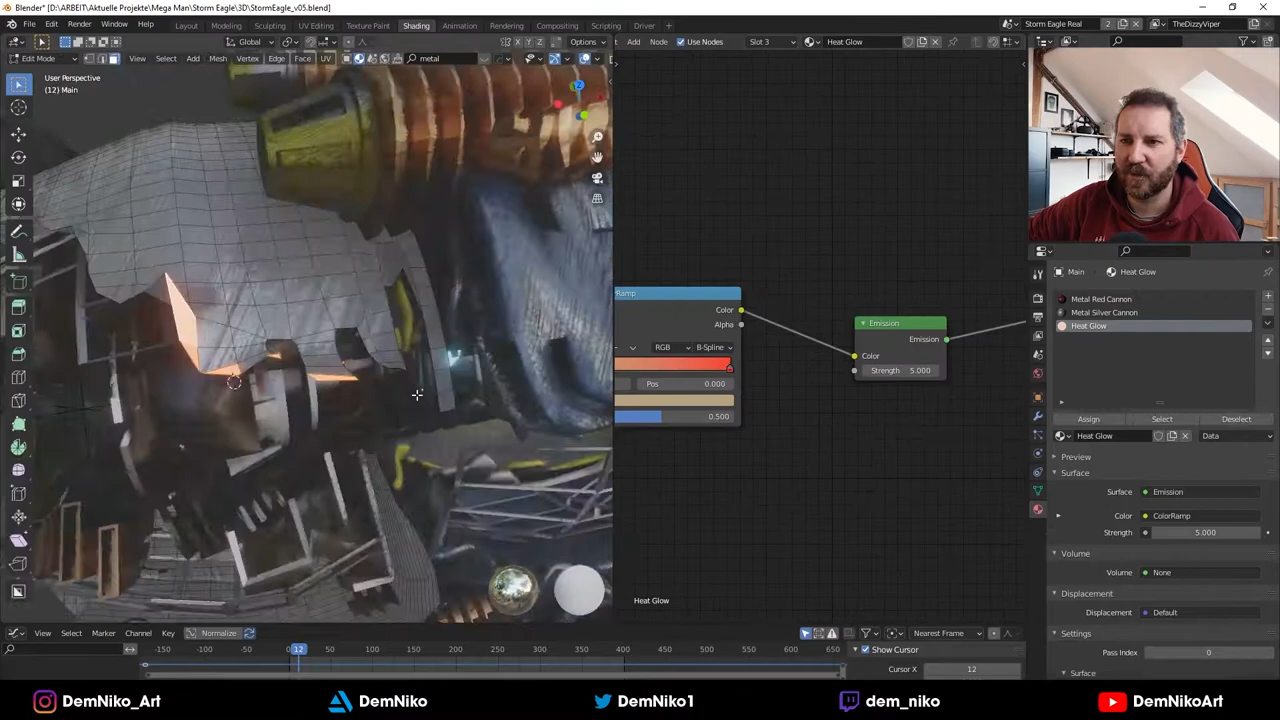 Blender* [D:\ARBEIT\Aktuelle Projekte\Mega Man\Storm Eagle\3D\StormEagle_v05.blend]
File Edit Render Window Help Layout Modeling Sculpting UV Editing Texture Paint Shading Animation Rendering Compositing Scripting Driver + Storm Eagle Real 2 TheDizzyViper
Global Options Add Node Use Nodes Slot 3 Heat Glow
Edit Mode View Select Add Mesh Vertex Edge Face UV metal
User Perspective
(12) Main
Color
Alpha
RGB B-Spline
Pos 0.000
0.500
Emission
Emission
Color
Strength 5.000
Heat Glow
Main Heat Glow
Metal Red Cannon
Metal Silver Cannon
Heat Glow
Assign Select Deselect
Heat Glow Data
Preview
Surface
Surface Emission
Color ColorRamp
Strength 5.000
Volume
Volume None
Displacement
Displacement Default
Settings
Pass Index 0
Surface
View Select Marker Channel Key Normalize Nearest Frame
-150 -100 -50 0 12 50 100 150 200 250 300 350 400 450 500 550 600 650
Show Cursor
Cursor X 12
DemNiko_Art DemNiko DemNiko1 dem_niko DemNikoArt